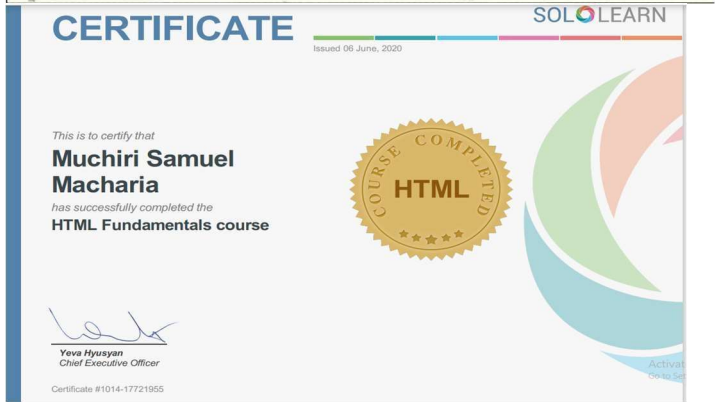 CERTIFICATE
SOLOLEARN
Issued 06 June, 2020
This is to certify that
Muchiri Samuel
Macharia
has successfully completed the
HTML Fundamentals course
COURSE COMPLETED
HTML
Yeva Hyusyan
Chief Executive Officer
Certificate #1014-17721955
Activat
Go to Set